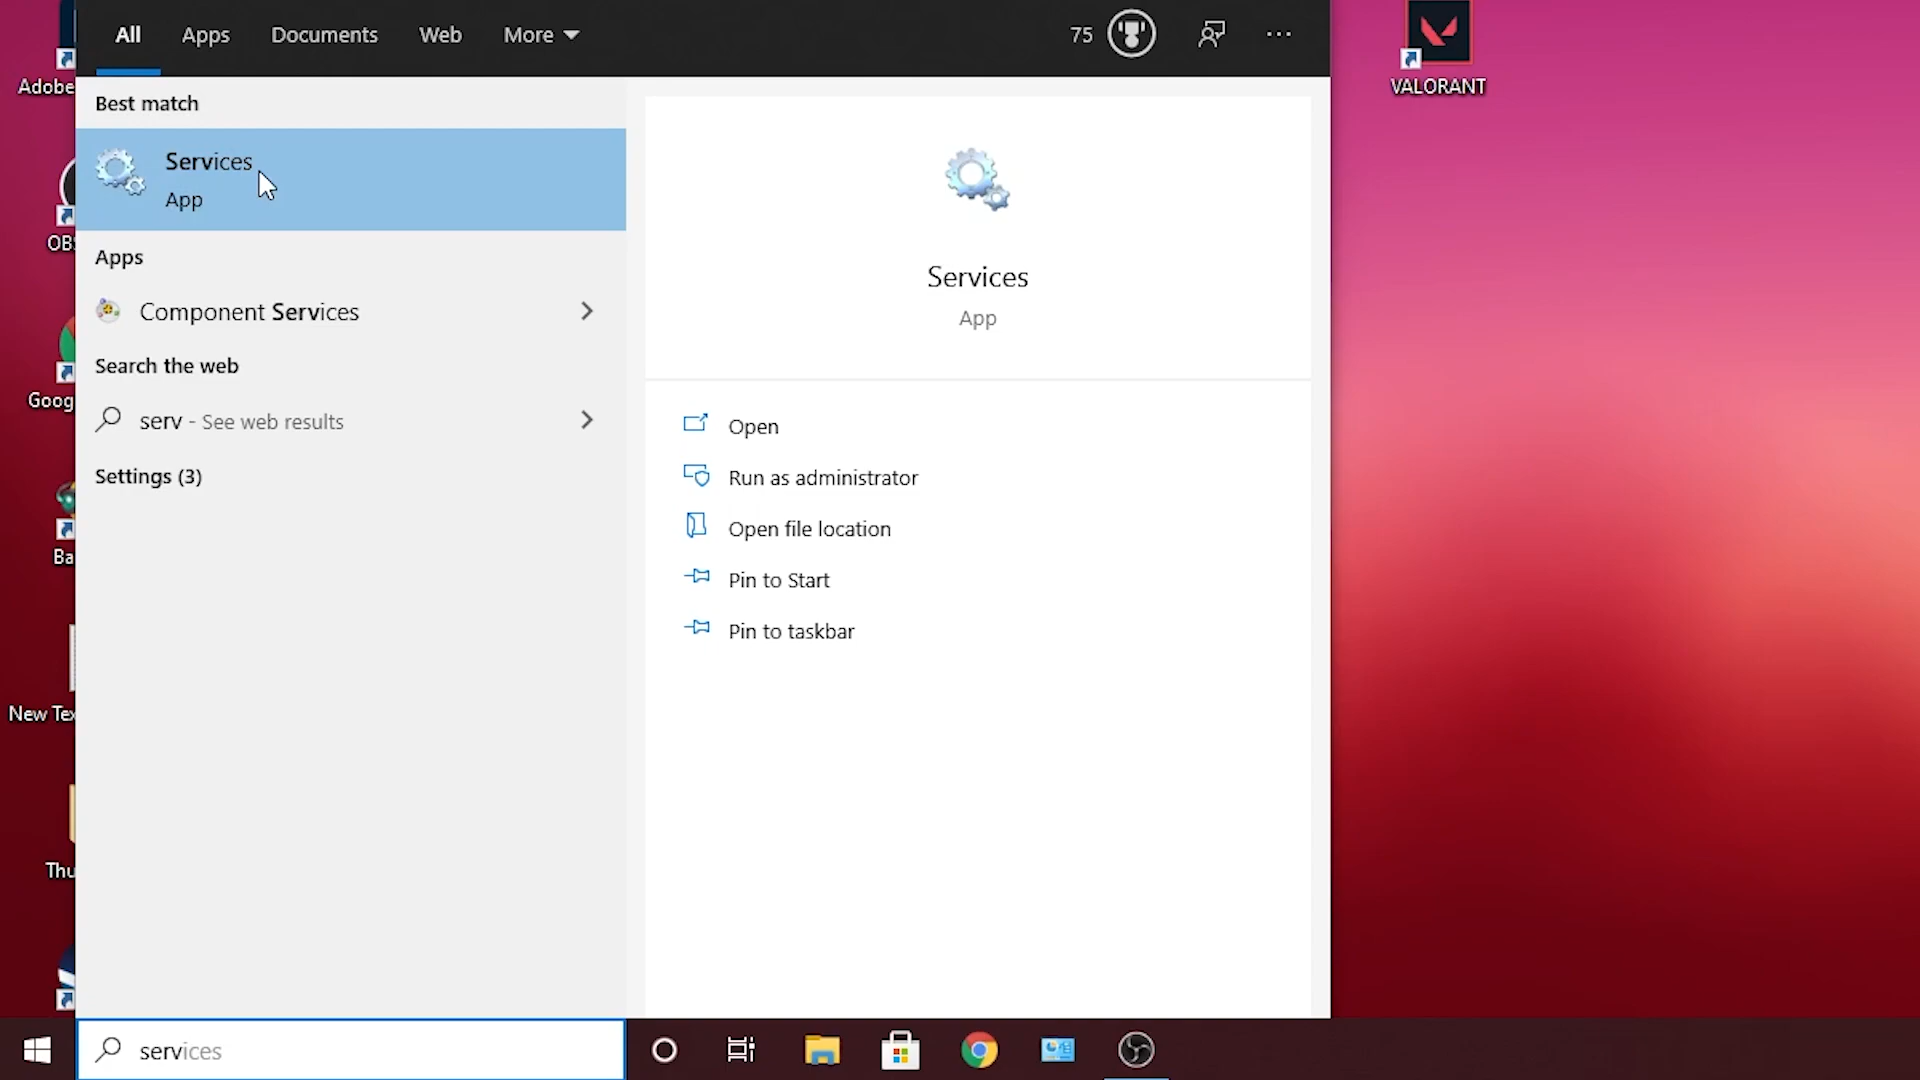 All Apps Documents Web More 75
Best match
Services
App
Apps
Component Services
Search the web
serv - See web results
Settings (3)
Services
App
Open
Run as administrator
Open file location
Pin to Start
Pin to taskbar
services
Adobe
OBS
Goog
Ba
New Tex
Thu
VALORANT